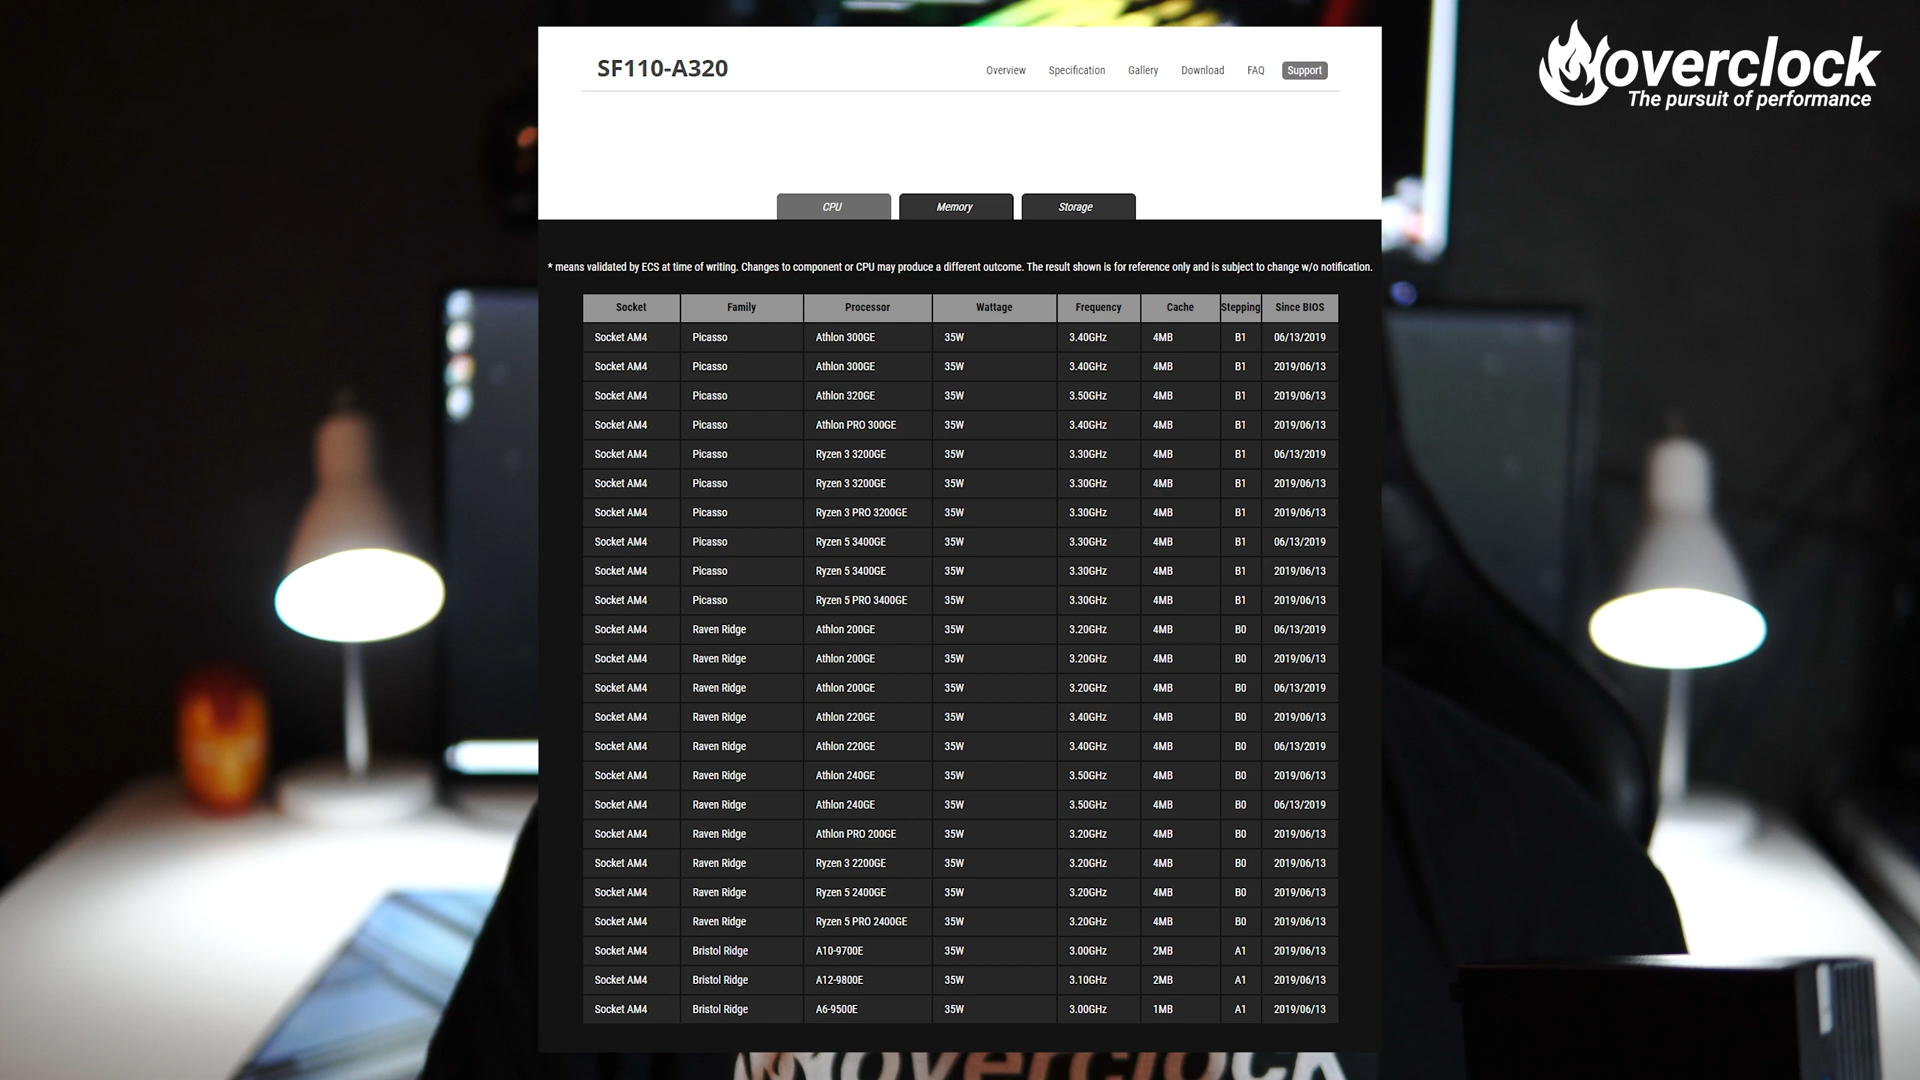 SF110-A320
Overview Specification Gallery Download FAQ Support
overclock
The pursuit of performance
CPU Memory Storage
* means validated by ECS at time of writing. Changes to component or CPU may produce a different outcome. The result shown is for reference only and is subject to change w/o notification.
Socket Family Processor Wattage Frequency Cache Stepping Since BIOS
Socket AM4 Picasso Athlon 300GE 35W 3.40GHz 4MB B1 06/13/2019
Socket AM4 Picasso Athlon 300GE 35W 3.40GHz 4MB B1 2019/06/13
Socket AM4 Picasso Athlon 320GE 35W 3.50GHz 4MB B1 2019/06/13
Socket AM4 Picasso Athlon PRO 300GE 35W 3.40GHz 4MB B1 2019/06/13
Socket AM4 Picasso Ryzen 3 3200GE 35W 3.30GHz 4MB B1 06/13/2019
Socket AM4 Picasso Ryzen 3 3200GE 35W 3.30GHz 4MB B1 2019/06/13
Socket AM4 Picasso Ryzen 3 PRO 3200GE 35W 3.30GHz 4MB B1 2019/06/13
Socket AM4 Picasso Ryzen 5 3400GE 35W 3.30GHz 4MB B1 06/13/2019
Socket AM4 Picasso Ryzen 5 3400GE 35W 3.30GHz 4MB B1 2019/06/13
Socket AM4 Picasso Ryzen 5 PRO 3400GE 35W 3.30GHz 4MB B1 2019/06/13
Socket AM4 Raven Ridge Athlon 200GE 35W 3.20GHz 4MB B0 06/13/2019
Socket AM4 Raven Ridge Athlon 200GE 35W 3.20GHz 4MB B0 2019/06/13
Socket AM4 Raven Ridge Athlon 200GE 35W 3.20GHz 4MB B0 06/13/2019
Socket AM4 Raven Ridge Athlon 220GE 35W 3.40GHz 4MB B0 2019/06/13
Socket AM4 Raven Ridge Athlon 220GE 35W 3.40GHz 4MB B0 06/13/2019
Socket AM4 Raven Ridge Athlon 240GE 35W 3.50GHz 4MB B0 2019/06/13
Socket AM4 Raven Ridge Athlon 240GE 35W 3.50GHz 4MB B0 06/13/2019
Socket AM4 Raven Ridge Athlon PRO 200GE 35W 3.20GHz 4MB B0 2019/06/13
Socket AM4 Raven Ridge Ryzen 3 2200GE 35W 3.20GHz 4MB B0 2019/06/13
Socket AM4 Raven Ridge Ryzen 5 2400GE 35W 3.20GHz 4MB B0 2019/06/13
Socket AM4 Raven Ridge Ryzen 5 PRO 2400GE 35W 3.20GHz 4MB B0 2019/06/13
Socket AM4 Bristol Ridge A10-9700E 35W 3.00GHz 2MB A1 2019/06/13
Socket AM4 Bristol Ridge A12-9800E 35W 3.10GHz 2MB A1 2019/06/13
Socket AM4 Bristol Ridge A6-9500E 35W 3.00GHz 1MB A1 2019/06/13
overclock